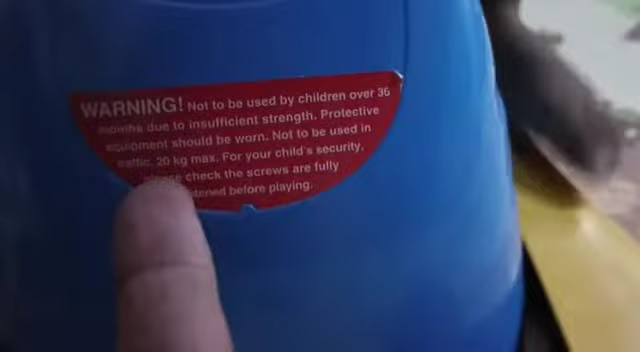 WARNING! Not to be used by children over 36
months due to insufficient strength. Protective
equipment should be worn. Not to be used in
traffic. 20 kg max. For your child's security,
please check the screws are fully
tened before playing.